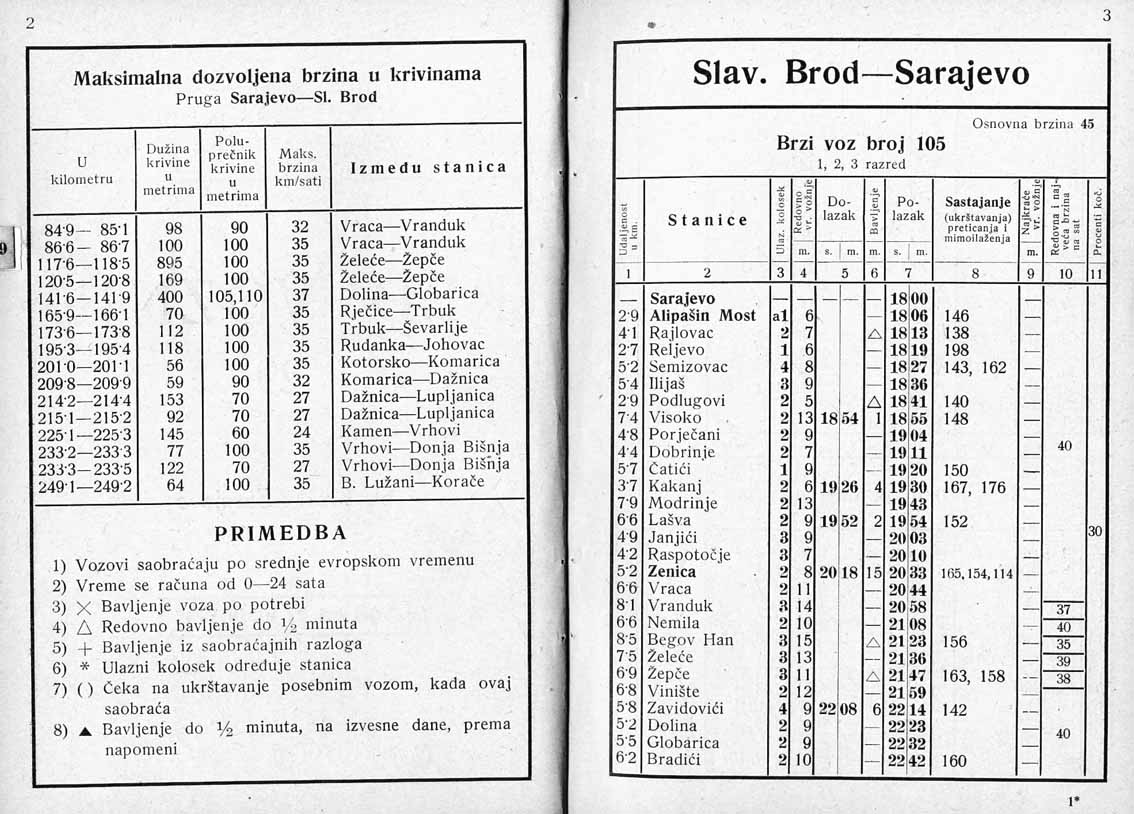 2
Maksimalna dozvoljena brzina u krivinama
Pruga Sarajevo—Sl. Brod
U kilometru | Dužina krivine u metrima | Polu-prečnik krivine u metrima | Maks. brzina km/sati | Između stanica
84·9— 85·1 98 90 32 Vraca—Vranduk
86·6— 86·7 100 100 35 Vraca—Vranduk
117·6—118·5 895 100 35 Želeće—Žepče
120·5—120·8 169 100 35 Želeće—Žepče
141·6—141·9 400 105,110 37 Dolina—Globarica
165·9—166·1 70 100 35 Rječice—Trbuk
173·6—173·8 112 100 35 Trbuk—Ševarlije
195·3—195·4 118 100 35 Rudanka—Johovac
201·0—201·1 56 100 35 Kotorsko—Komarica
209·8—209·9 59 90 32 Komarica—Dažnica
214·2—214·4 153 70 27 Dažnica—Lupljanica
215·1—215·2 92 70 27 Dažnica—Lupljanica
225·1—225·3 145 60 24 Kamen—Vrhovi
233·2—233·3 77 100 35 Vrhovi—Donja Bišnja
233·3—233·5 122 70 27 Vrhovi—Donja Bišnja
249·1—249·2 64 100 35 B. Lužani—Korače
PRIMEDBA
1) Vozovi saobraćaju po srednje evropskom vremenu
2) Vreme se računa od 0—24 sata
3) × Bavljenje voza po potrebi
4) △ Redovno bavljenje do ½ minuta
5) + Bavljenje iz saobraćajnih razloga
6) * Ulazni kolosek određuje stanica
7) ( ) Čeka na ukrštavanje posebnim vozom, kada ovaj
saobraća
8) ▲ Bavljenje do ½ minuta, na izvesne dane, prema
napomeni
9
3
Slav. Brod—Sarajevo
Osnovna brzina 45
Brzi voz broj 105
1, 2, 3 razred
Udaljenost u km. | Stanice | Ulaz. kolosek | Redovno vr. vožnje m. | Do-lazak s. m. | Bavljenje m. | Po-lazak s. m. | Sastajanje (ukrštavanja) preticanja i mimoilaženja | Najkraće vr. vožnje m. | Redovna i naj-veća brzina na sat | Procenti koč.
1 2 3 4 5 6 7 8 9 10 11
— Sarajevo — — — — — 18 00
2·9 Alipašin Most a1 6 — 18 06 146 —
4·1 Rajlovac 2 7 △ 18 13 138 —
2·7 Reljevo 1 6 — 18 19 198 —
5·2 Semizovac 4 8 — 18 27 143, 162 —
5·4 Ilijaš 3 9 — 18 36 —
2·9 Podlugovi 2 5 △ 18 41 140 —
7·4 Visoko 2 13 18 54 1 18 55 148 —
4·8 Porječani 2 9 — 19 04 —
4·4 Dobrinje 2 7 — 19 11 — 40
5·7 Čatići 1 9 — 19 20 150 —
3·7 Kakanj 2 6 19 26 4 19 30 167, 176 —
7·9 Modrinje 2 13 — 19 43 —
6·6 Lašva 2 9 19 52 2 19 54 152 —
4·9 Janjići 3 9 — 20 03 — 30
4·2 Raspotočje 3 7 — 20 10 —
5·2 Zenica 2 8 20 18 15 20 33 165, 154, 114 —
6·6 Vraca 2 11 — 20 44 —
8·1 Vranduk 3 14 — 20 58 — 37
6·6 Nemila 2 10 — 21 08 — 40
8·5 Begov Han 3 15 △ 21 23 156 — 35
7·5 Želeće 3 13 — 21 36 — 39
6·9 Žepče 3 11 △ 21 47 163, 158 — 38
6·8 Vinište 2 12 — 21 59 —
5·8 Zavidovići 4 9 22 08 6 22 14 142 —
5·2 Dolina 2 9 — 22 23 — 40
5·5 Globarica 2 9 — 22 32 —
6·2 Bradići 2 10 — 22 42 160 —
1*